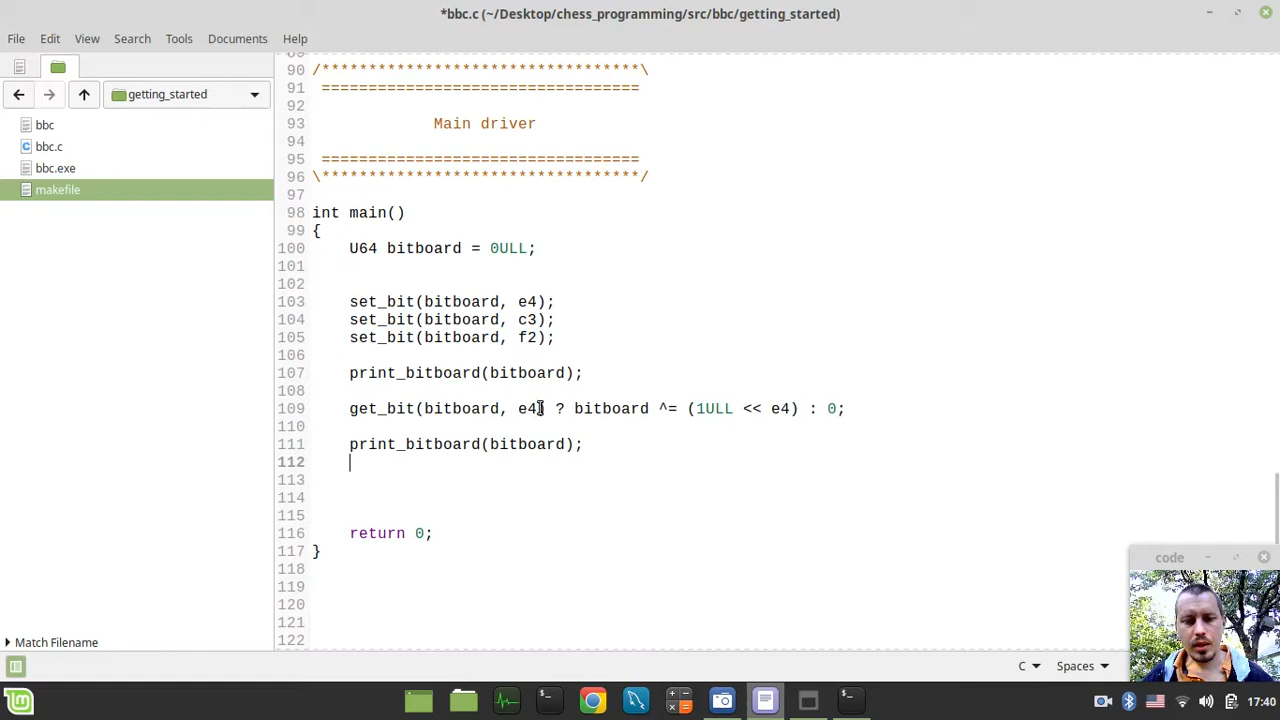 *bbc.c (~/Desktop/chess_programming/src/bbc/getting_started)
File Edit View Search Tools Documents Help
getting_started
bbc
bbc.c
bbc.exe
makefile
Match Filename
89
90 /**********************************\
91 ==================================
92
93 Main driver
94
95 ==================================
96 \**********************************/
97
98 int main()
99 {
100 U64 bitboard = 0ULL;
101
102
103 set_bit(bitboard, e4);
104 set_bit(bitboard, c3);
105 set_bit(bitboard, f2);
106
107 print_bitboard(bitboard);
108
109 get_bit(bitboard, e4) ? bitboard ^= (1ULL << e4) : 0;
110
111 print_bitboard(bitboard);
112
113
114
115
116 return 0;
117 }
118
119
120
121
122
code
C Spaces
17:40